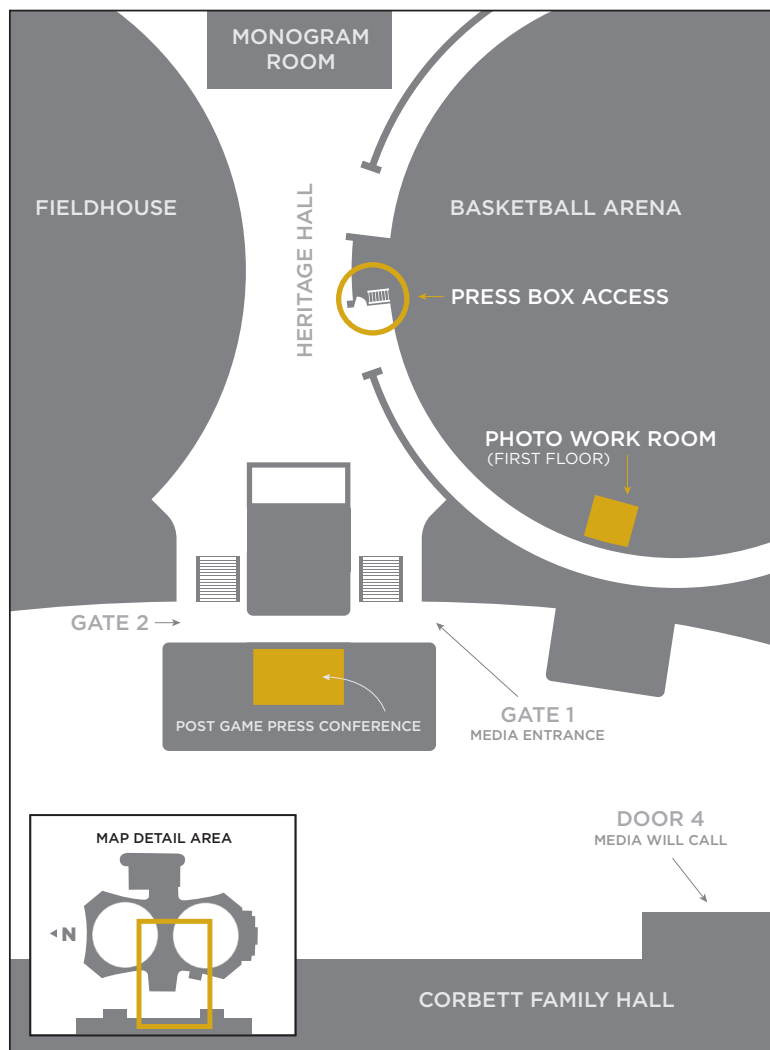 MONOGRAM
ROOM
FIELDHOUSE
BASKETBALL ARENA
HERITAGE HALL
PRESS BOX ACCESS
PHOTO WORK ROOM
(FIRST FLOOR)
GATE 2
POST GAME PRESS CONFERENCE
GATE 1
MEDIA ENTRANCE
DOOR 4
MEDIA WILL CALL
MAP DETAIL AREA
N
CORBETT FAMILY HALL